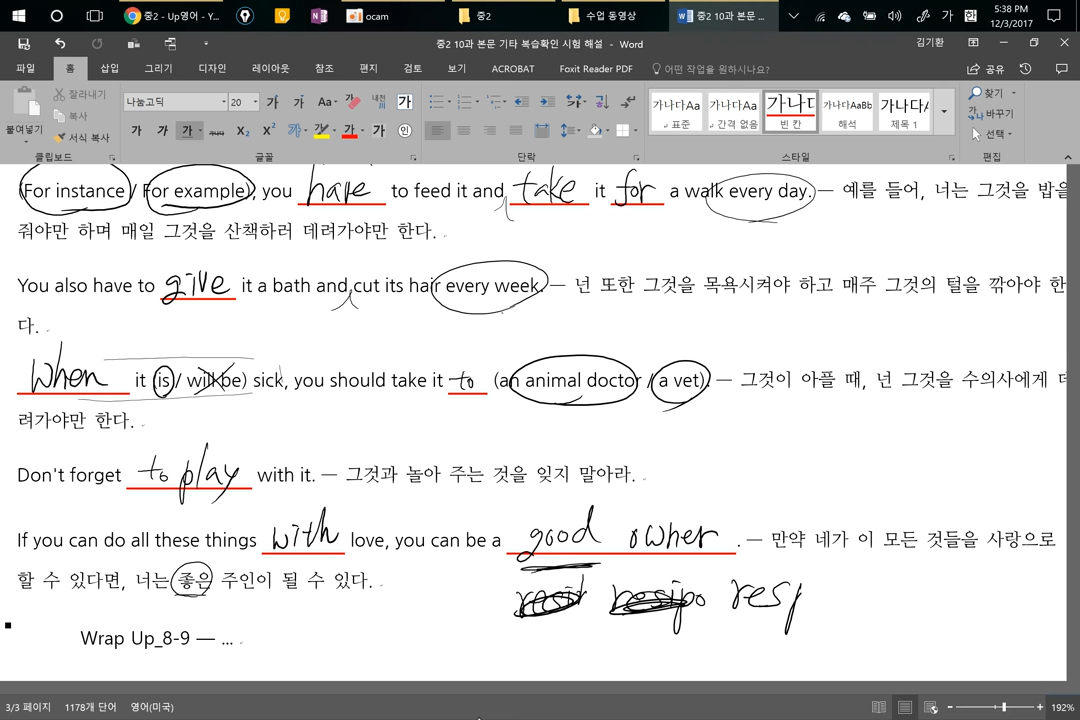 중2 - Up영어 - Y...
ocam
중2
수업 동영상
중2 10과 본문 ...
가
한
5:38 PM
12/3/2017
중2 10과 본문 기타 복습확인 시험 해설 - Word
김기환
파일 홈 삽입 그리기 디자인 레이아웃 참조 편지 검토 보기 ACROBAT Foxit Reader PDF 어떤 작업을 원하시나요? 공유
붙여넣기
잘라내기
복사
서식 복사
클립보드
나눔고딕 20
글꼴
단락
가나다Aa 가나다Aa 가나디 가나다AaBb 가나다A
표준 간격 없음 빈 칸 해석 제목 1
스타일
찾기
바꾸기
선택
편집
(For instance / For example), you have to feed it and take it for a walk every day. — 예를 들어, 너는 그것을 밥을
줘야만 하며 매일 그것을 산책하러 데려가야만 한다.
You also have to give it a bath and cut its hair every week. — 넌 또한 그것을 목욕시켜야 하고 매주 그것의 털을 깎아야 한
다.
When it (is / will be) sick, you should take it to (an animal doctor / a vet). — 그것이 아플 때, 넌 그것을 수의사에게 데
려가야만 한다.
Don't forget to play with it. — 그것과 놀아 주는 것을 잊지 말아라.
If you can do all these things with love, you can be a good owner. — 만약 네가 이 모든 것들을 사랑으로
할 수 있다면, 너는 좋은 주인이 될 수 있다.
resp
Wrap Up_8-9 — ...
3/3 페이지 1178개 단어 영어(미국) 192%